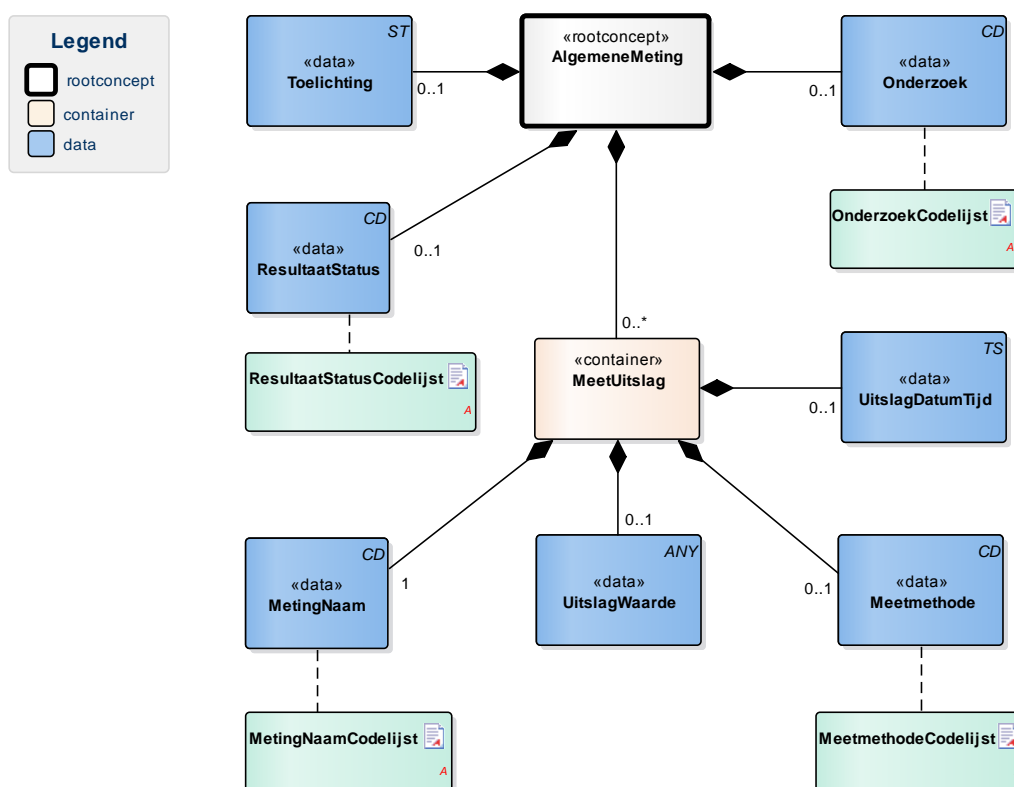 Legend
rootconcept
container
data
ST
«data»
Toelichting
0..1
«rootconcept»
AlgemeneMeting
CD
«data»
Onderzoek
0..1
OnderzoekCodelijst
A
CD
«data»
ResultaatStatus
0..1
ResultaatStatusCodelijst
A
0..*
«container»
MeetUitslag
TS
«data»
UitslagDatumTijd
0..1
CD
«data»
MetingNaam
1
ANY
«data»
UitslagWaarde
0..1
CD
«data»
Meetmethode
0..1
MetingNaamCodelijst
A
MeetmethodeCodelijst